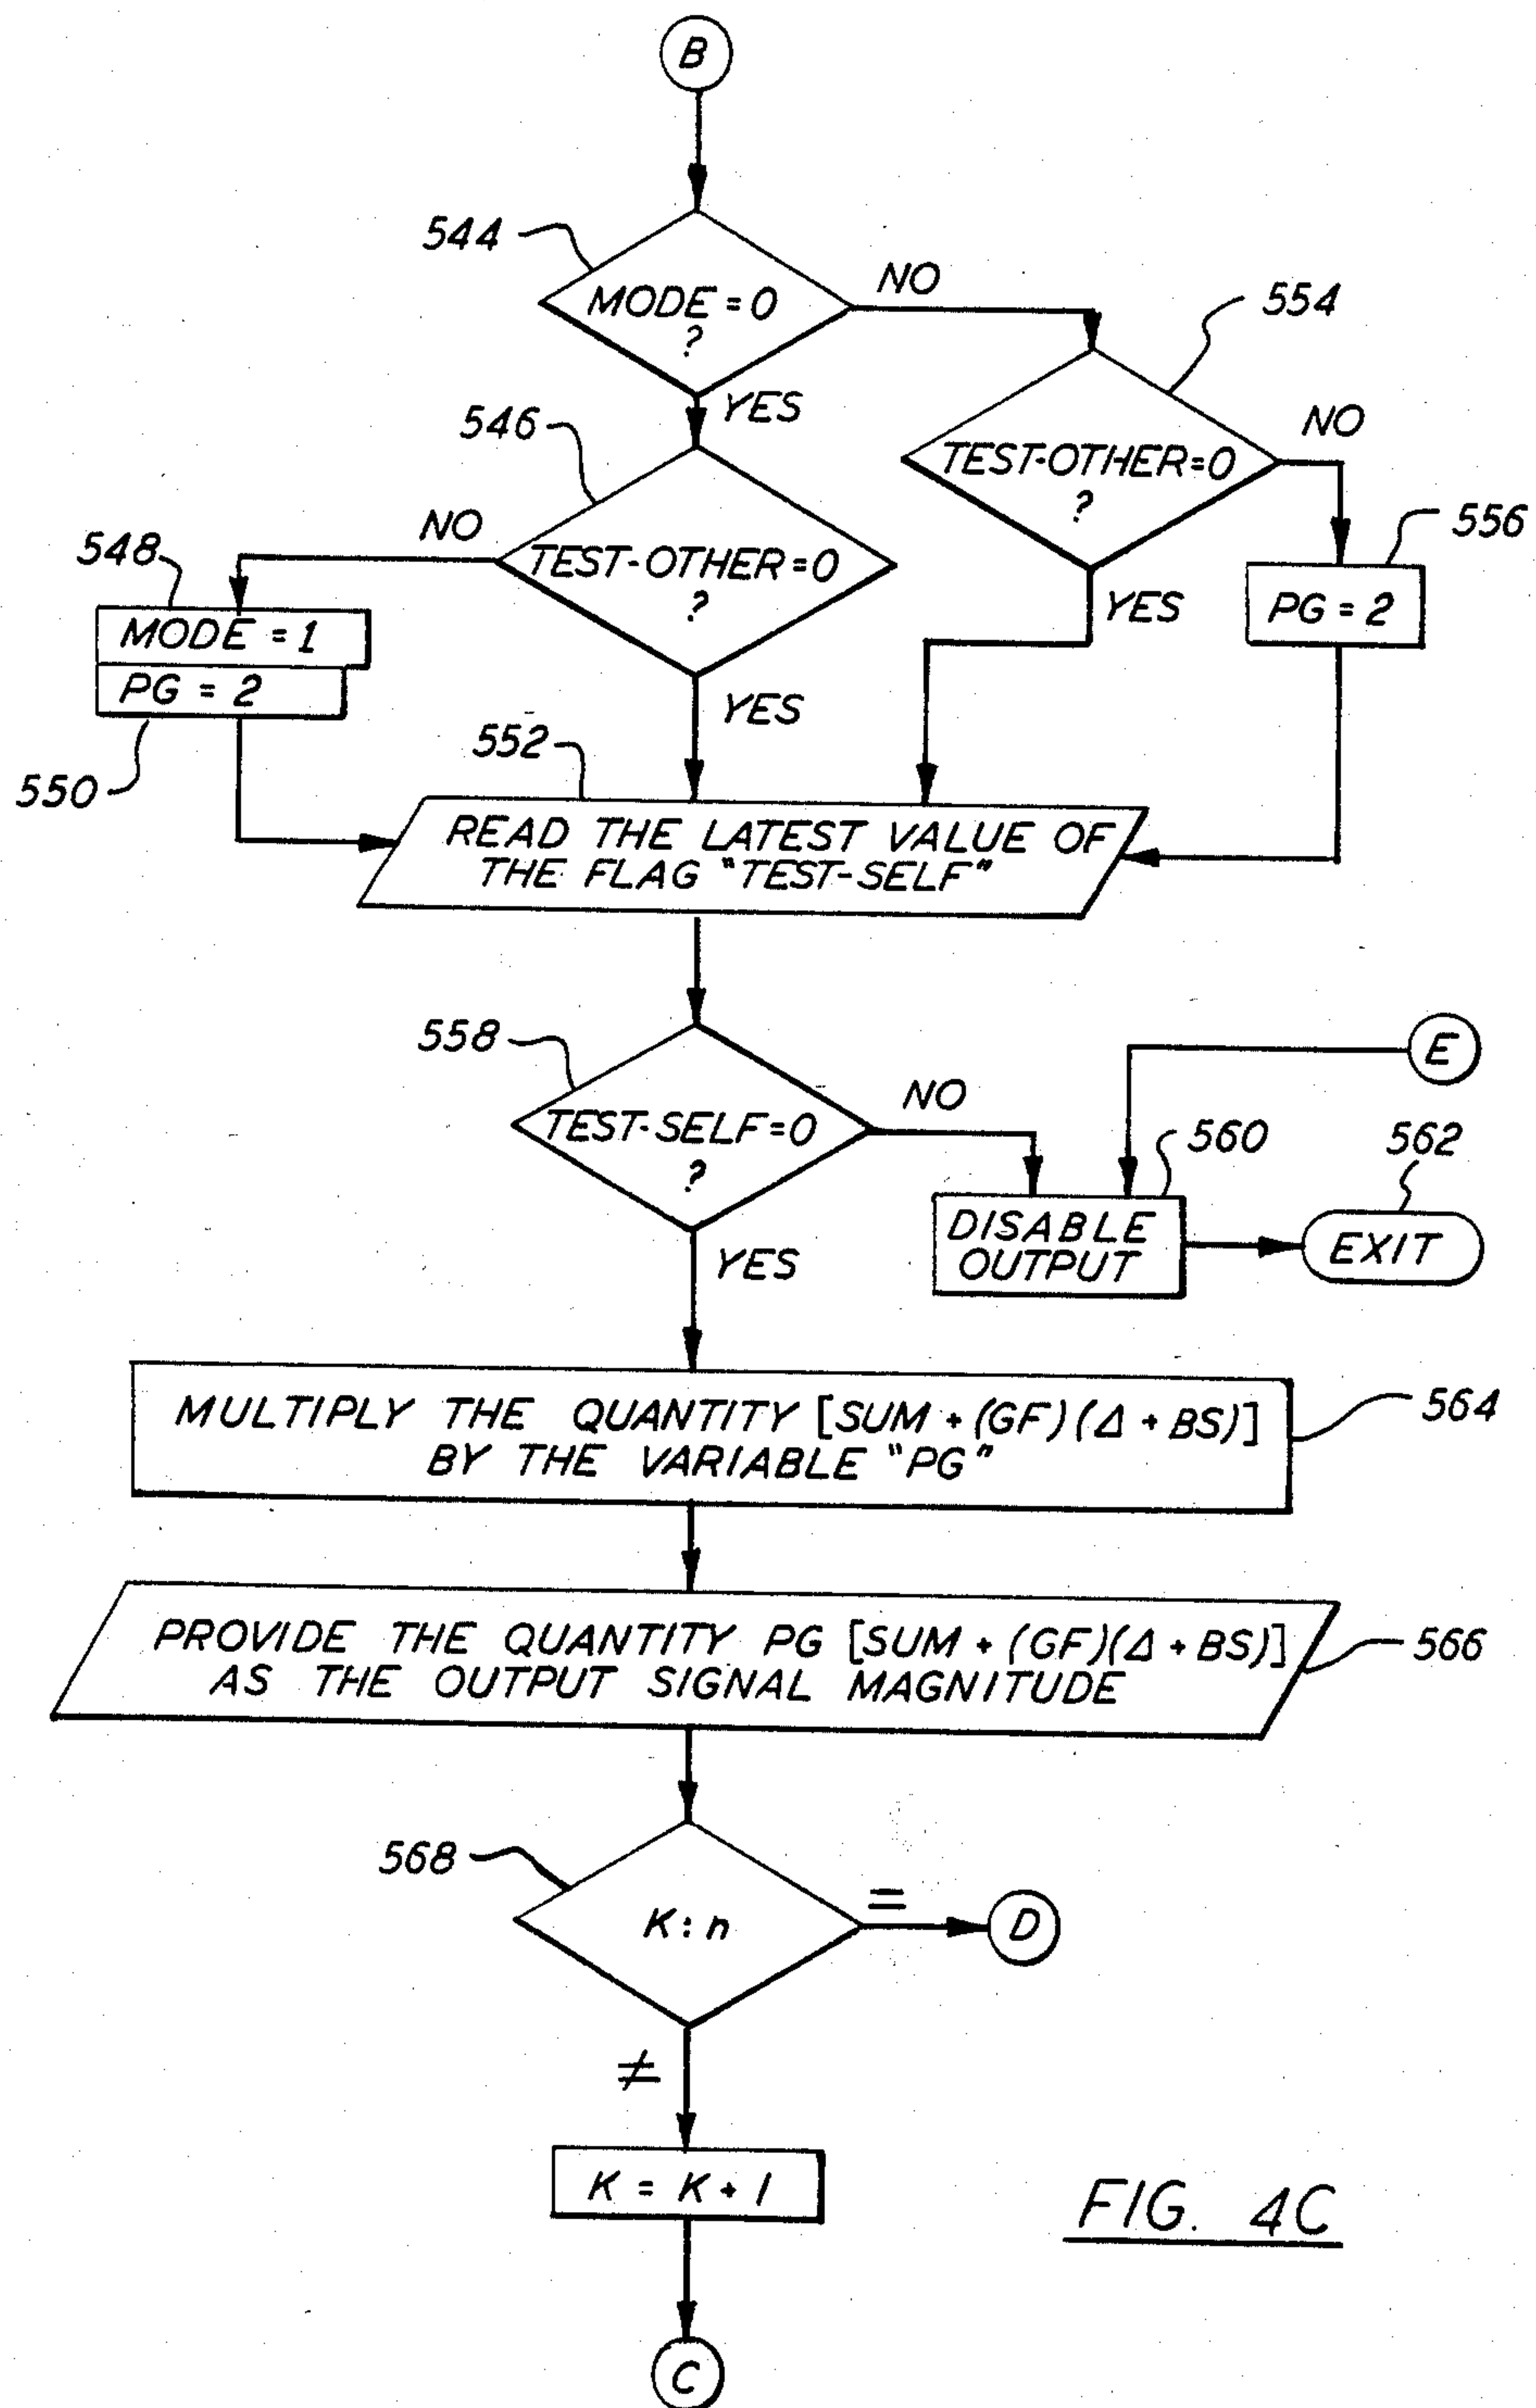 B
544
MODE = 0
?
NO
YES
554
546
TEST-OTHER = 0
?
NO
TEST-OTHER = 0
?
NO
YES
YES
548
MODE = 1
PG = 2
550
556
PG = 2
552
READ THE LATEST VALUE OF
THE FLAG "TEST-SELF"
558
TEST-SELF = 0
?
NO
YES
E
560
DISABLE
OUTPUT
562
EXIT
MULTIPLY THE QUANTITY [SUM + (GF) (Δ + BS)]
BY THE VARIABLE "PG"
564
PROVIDE THE QUANTITY PG [SUM + (GF)(Δ + BS)]
AS THE OUTPUT SIGNAL MAGNITUDE
566
568
K : n
=
D
≠
K = K + 1
C
FIG. 4C